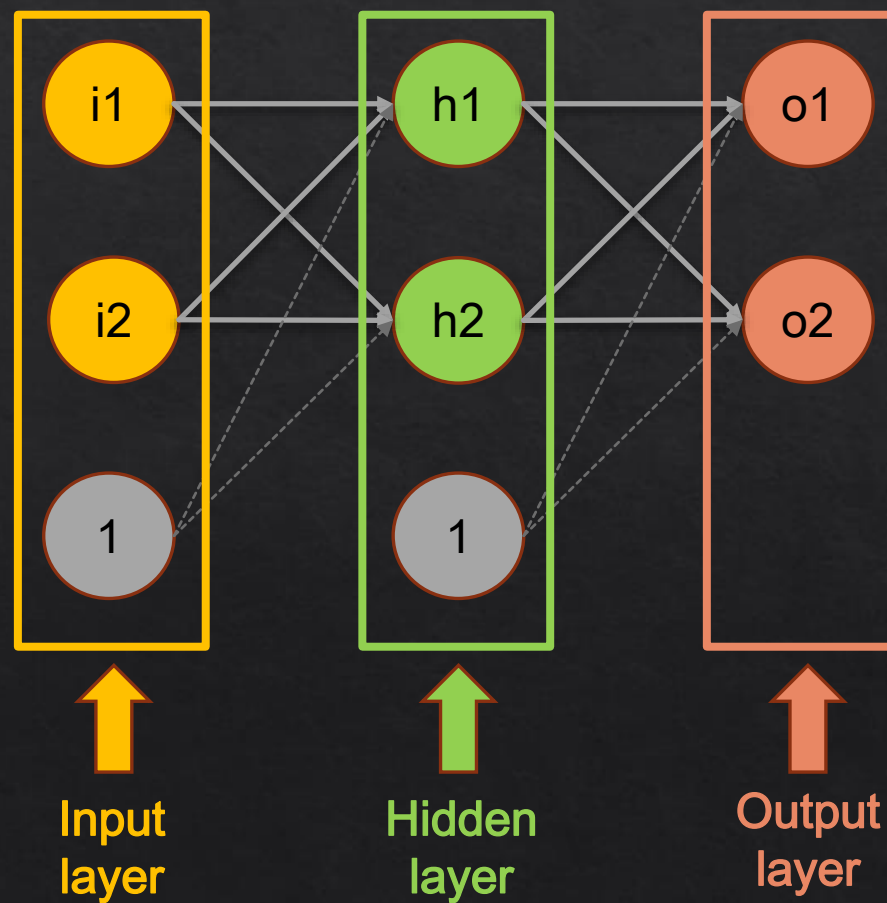 i1
h1
o1
i2
h2
o2
1
1
Input
layer
Hidden
layer
Output
layer